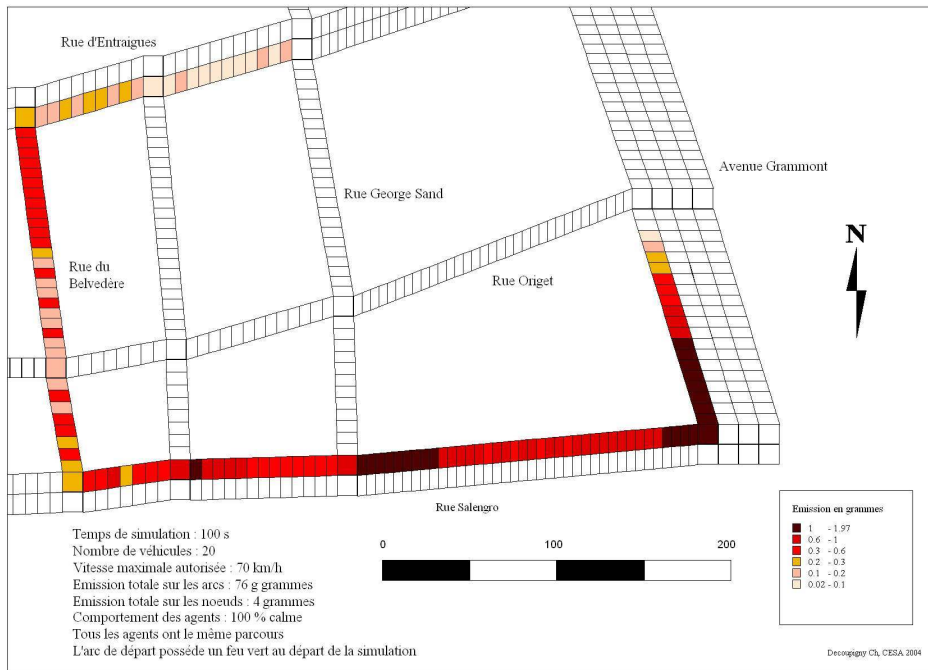 Rue d'Entraigues
Avenue Grammont
Rue George Sand
N
Rue du
Belvedère
Rue Origet
Rue Salengro
Temps de simulation : 100 s
Nombre de véhicules : 20
Vitesse maximale autorisée : 70 km/h
Emission totale sur les arcs : 76 g grammes
Emission totale sur les noeuds : 4 grammes
Comportement des agents : 100 % calme
Tous les agents ont le même parcours
L'arc de départ posséde un feu vert au départ de la simulation
0 100 200
Emission en grammes
1 - 1.97
0.6 - 1
0.3 - 0.6
0.2 - 0.3
0.1 - 0.2
0.02 - 0.1
Decoupigny Ch, CESA 2004